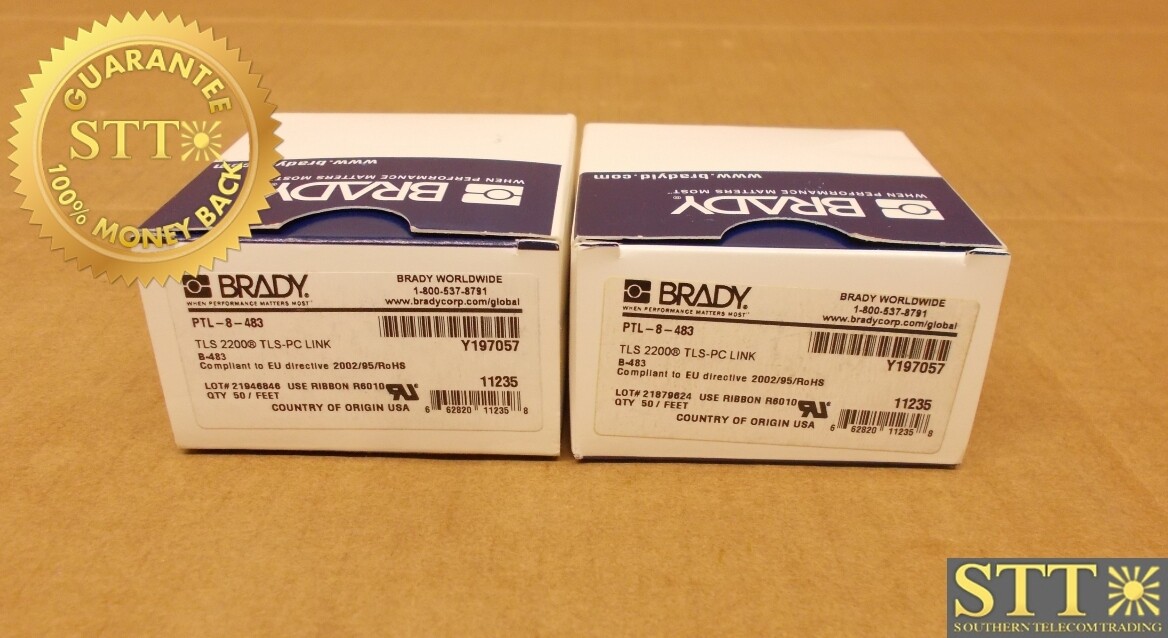 GUARANTEE
STT
100% MONEY BACK
www.brady
WHEN PERFORMANCE MATTERS MOST
BRADY
BRADY
WHEN PERFORMANCE MATTERS MOST™
BRADY WORLDWIDE
1-800-537-8791
www.bradycorp.com/global
PTL-8-483
Y197057
TLS 2200® TLS-PC LINK
B-483
Compliant to EU directive 2002/95/RoHS
LOT# 21946846 USE RIBBON R6010
11235
QTY 50 / FEET
COUNTRY OF ORIGIN USA
6 62820 11235 8
www.bradyid.com
WHEN PERFORMANCE MATTERS MOST™
BRADY®
BRADY
WHEN PERFORMANCE MATTERS MOST™
BRADY WORLDWIDE
1-800-537-8791
www.bradycorp.com/global
PTL-8-483
Y197057
TLS 2200® TLS-PC LINK
B-483
Compliant to EU directive 2002/95/RoHS
LOT# 21879624 USE RIBBON R6010
11235
QTY 50 / FEET
COUNTRY OF ORIGIN USA
6 62820 11235 8
STT
SOUTHERN TELECOM TRADING